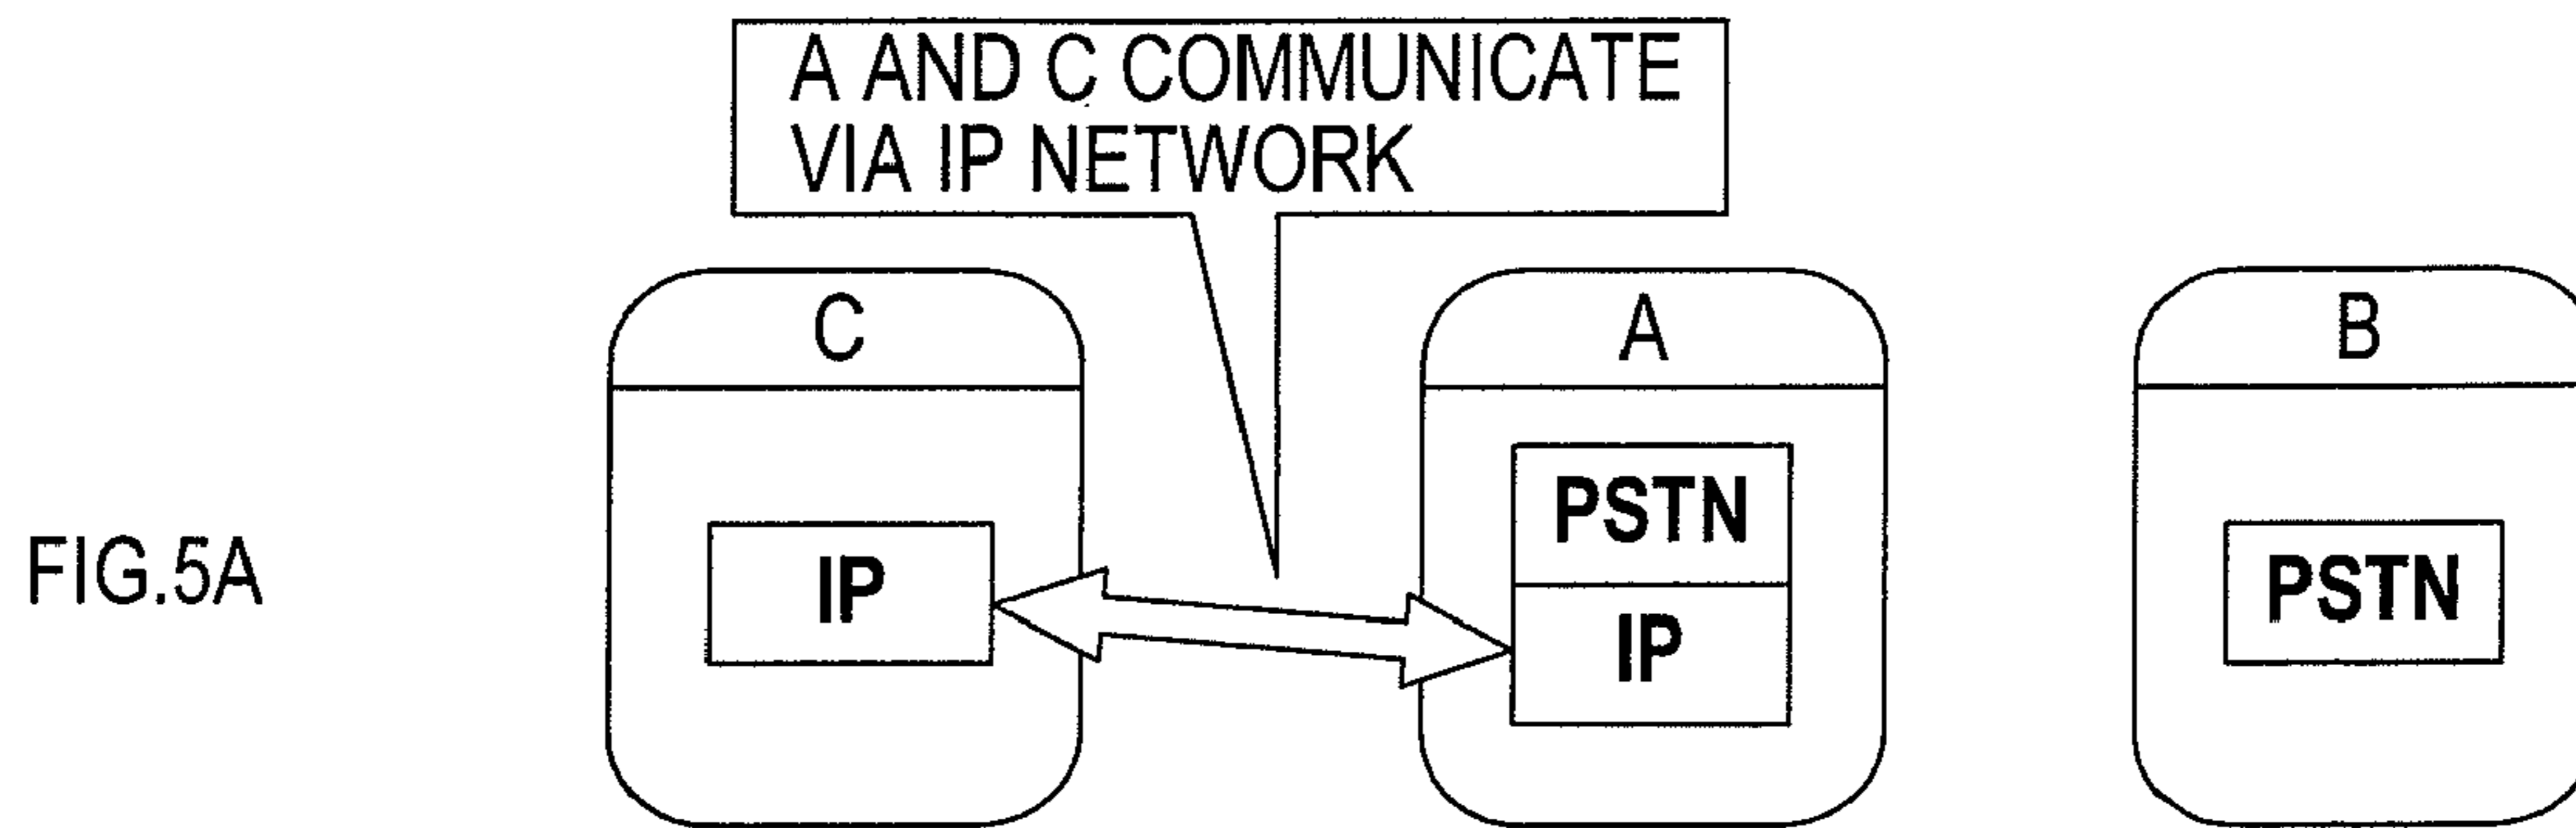 A AND C COMMUNICATE
VIA IP NETWORK
C
A
B
PSTN
FIG.5A
IP
IP
PSTN